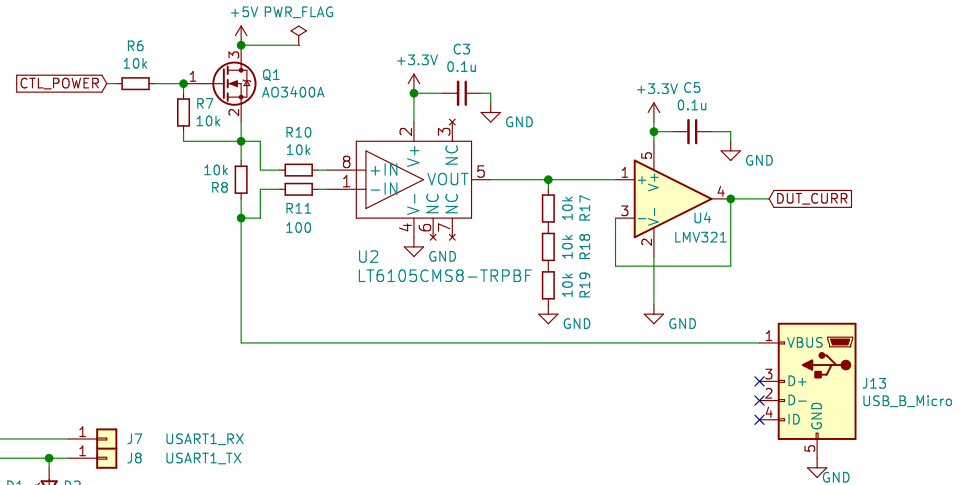 +5V PWR_FLAG
R6
10k
CTL_POWER
1
3
2
Q1
AO3400A
R7
10k
+3.3V
C3
0.1u
GND
+3.3V
C5
0.1u
GND
R10
10k
10k
R8
R11
100
8
1
2
3
+IN
-IN
V+
NC
VOUT
5
V-
NC
NC
4
6
7
GND
U2
LT6105CMS8-TRPBF
10k R17
10k R18
10k R19
GND
1
3
5
+
-
V+
V-
2
4
U4
LMV321
DUT_CURR
GND
1
VBUS
3
D+
2
D-
4
ID
GND
5
J13
USB_B_Micro
GND
1
J7
USART1_RX
1
J8
USART1_TX